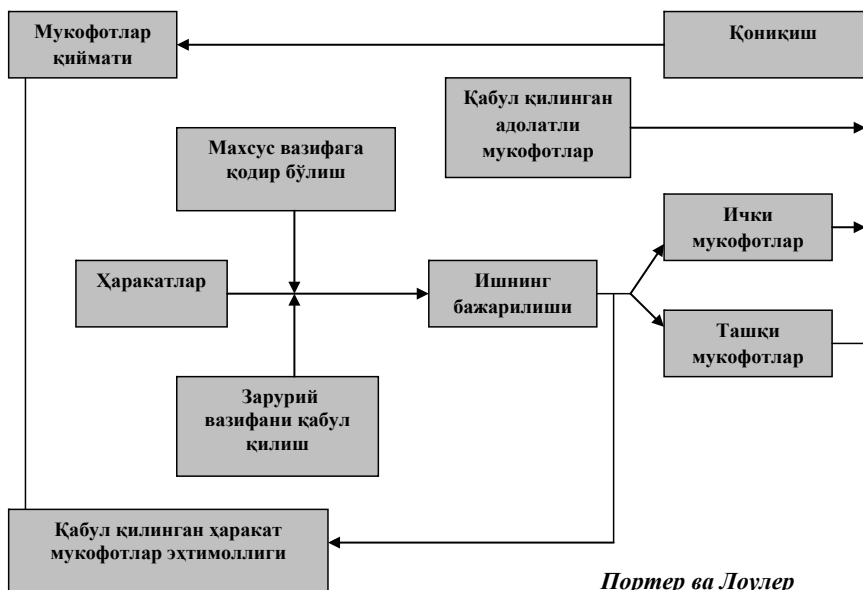 Мукофотлар
қиймати
Қониқиш
Қабул қилинган
адолатли
мукофотлар
Махсус вазифага
қодир бўлиш
Ички
мукофотлар
Ҳаракатлар
Ишнинг
бажарилиши
Ташқи
мукофотлар
Зарурий
вазифани қабул
қилиш
Қабул қилинган ҳаракат
мукофотлар эҳтимоллиги
Портер ва Лоулер